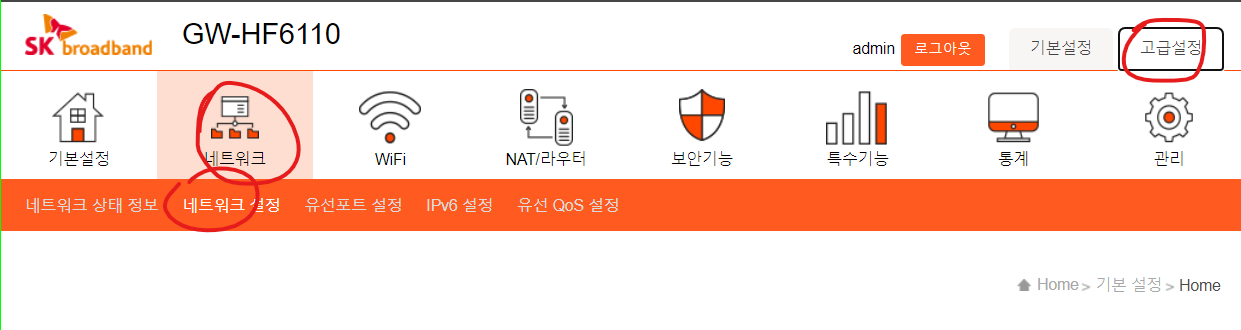 SK broadband
GW-HF6110
admin 로그아웃 기본설정 고급설정
기본설정 네트워크 WiFi NAT/라우터 보안기능 특수기능 통계 관리
네트워크 상태 정보 네트워크 설정 유선포트 설정 IPv6 설정 유선 QoS 설정
Home > 기본 설정 > Home